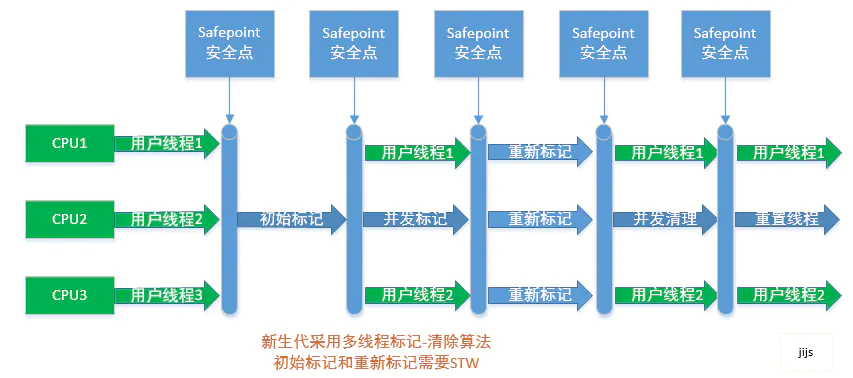 Safepoint
安全点
Safepoint
安全点
Safepoint
安全点
Safepoint
安全点
Safepoint
安全点
CPU1
用户线程1
用户线程1
重新标记
用户线程1
用户线程1
CPU2
用户线程2
初始标记
并发标记
重新标记
并发清理
重置线程
CPU3
用户线程3
用户线程2
重新标记
用户线程2
用户线程2
新生代采用多线程标记-清除算法
初始标记和重新标记需要STW
jijs